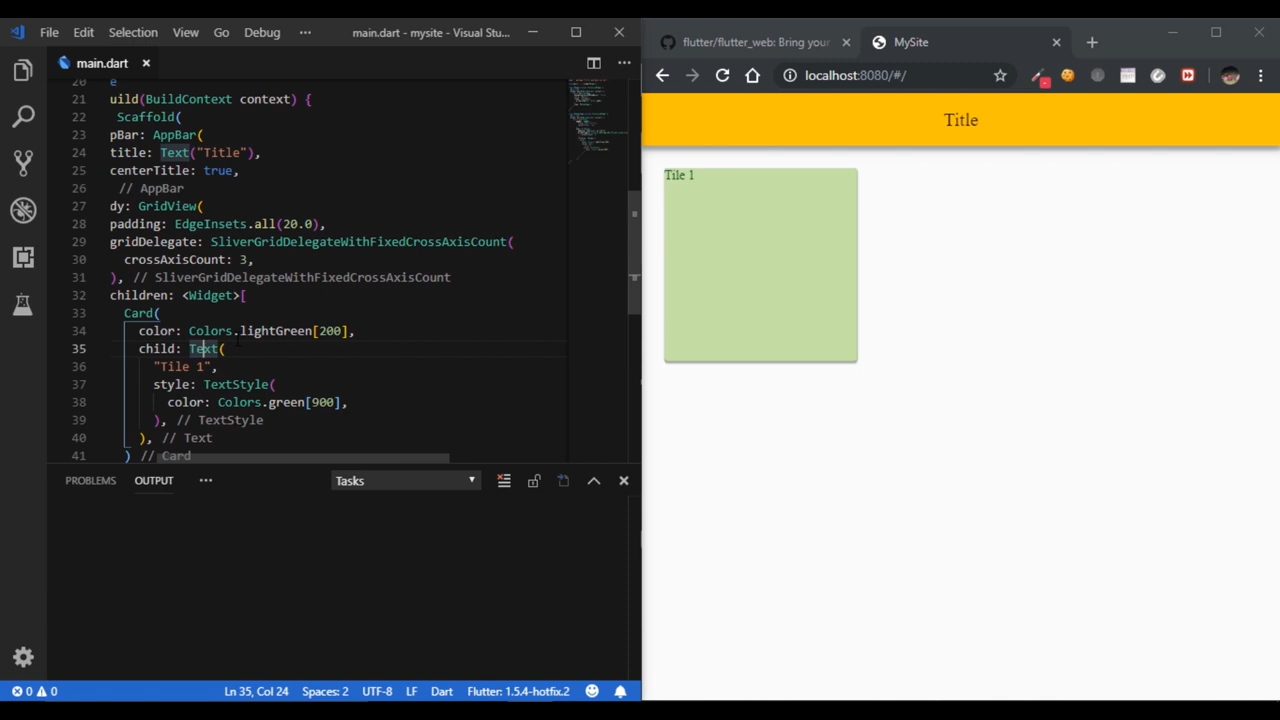 File Edit Selection View Go Debug ··· main.dart - mysite - Visual Stu...
main.dart
20 e
21 uild(BuildContext context) {
22 Scaffold(
23 pBar: AppBar(
24 title: Text("Title"),
25 centerTitle: true,
26 // AppBar
27 dy: GridView(
28 padding: EdgeInsets.all(20.0),
29 gridDelegate: SliverGridDelegateWithFixedCrossAxisCount(
30 crossAxisCount: 3,
31 ), // SliverGridDelegateWithFixedCrossAxisCount
32 children: <Widget>[
33 Card(
34 color: Colors.lightGreen[200],
35 child: Text(
36 "Tile 1",
37 style: TextStyle(
38 color: Colors.green[900],
39 ), // TextStyle
40 ), // Text
41 ) // Card
PROBLEMS OUTPUT ··· Tasks
0 0 Ln 35, Col 24 Spaces: 2 UTF-8 LF Dart Flutter: 1.5.4-hotfix.2
flutter/flutter_web: Bring your MySite
localhost:8080/#/
Title
Tile 1